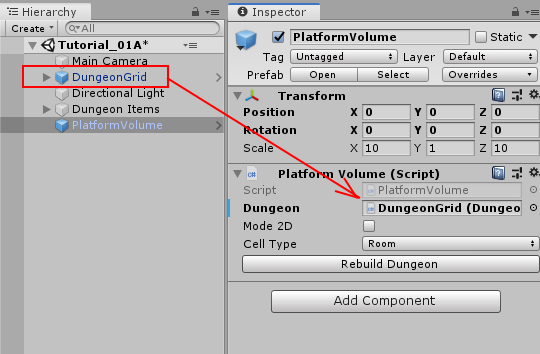 Hierarchy
Create
All
Tutorial_01A*
Main Camera
DungeonGrid
Directional Light
Dungeon Items
PlatformVolume
Inspector
PlatformVolume
Static
Tag
Untagged
Layer
Default
Prefab
Open
Select
Overrides
Transform
Position
X 0 Y 0 Z 0
Rotation
X 0 Y 0 Z 0
Scale
X 10 Y 1 Z 10
Platform Volume (Script)
Script
PlatformVolume
Dungeon
DungeonGrid (Dungeo
Mode 2D
Cell Type
Room
Rebuild Dungeon
Add Component